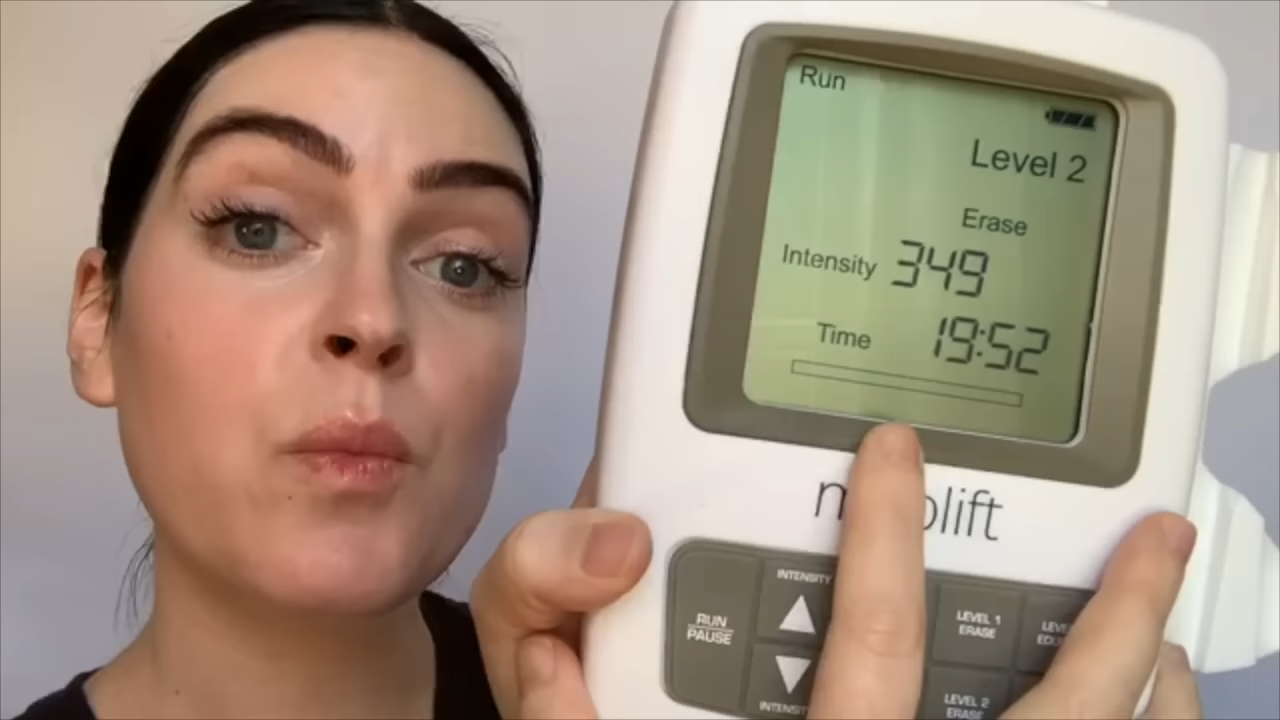 Run
Level 2
Erase
Intensity 349
Time 19:52
INTENSITY
RUN
PAUSE
LEVEL 1
ERASE
LEVEL 2
ERASE